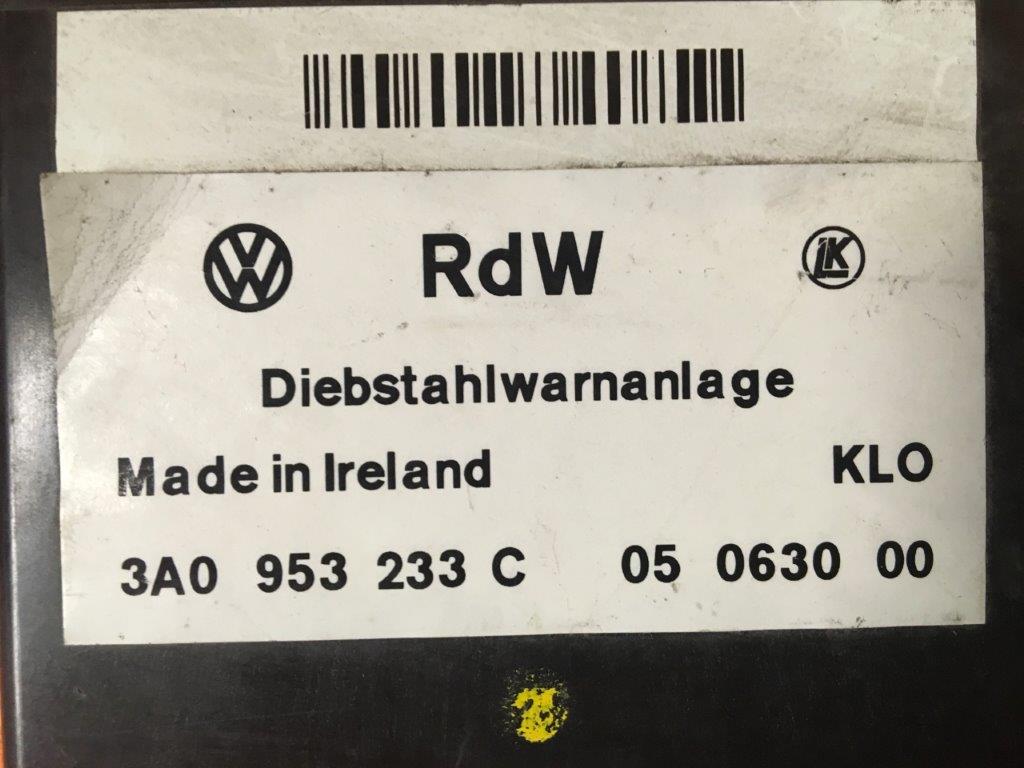 RdW LK
Diebstahlwarnanlage
Made in Ireland KLO
3A0 953 233 C 05 0630 00